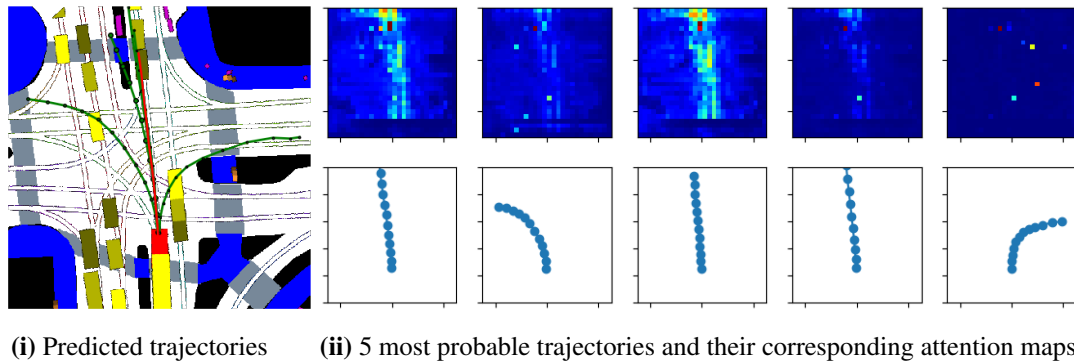 (i) Predicted trajectories
(ii) 5 most probable trajectories and their corresponding attention maps